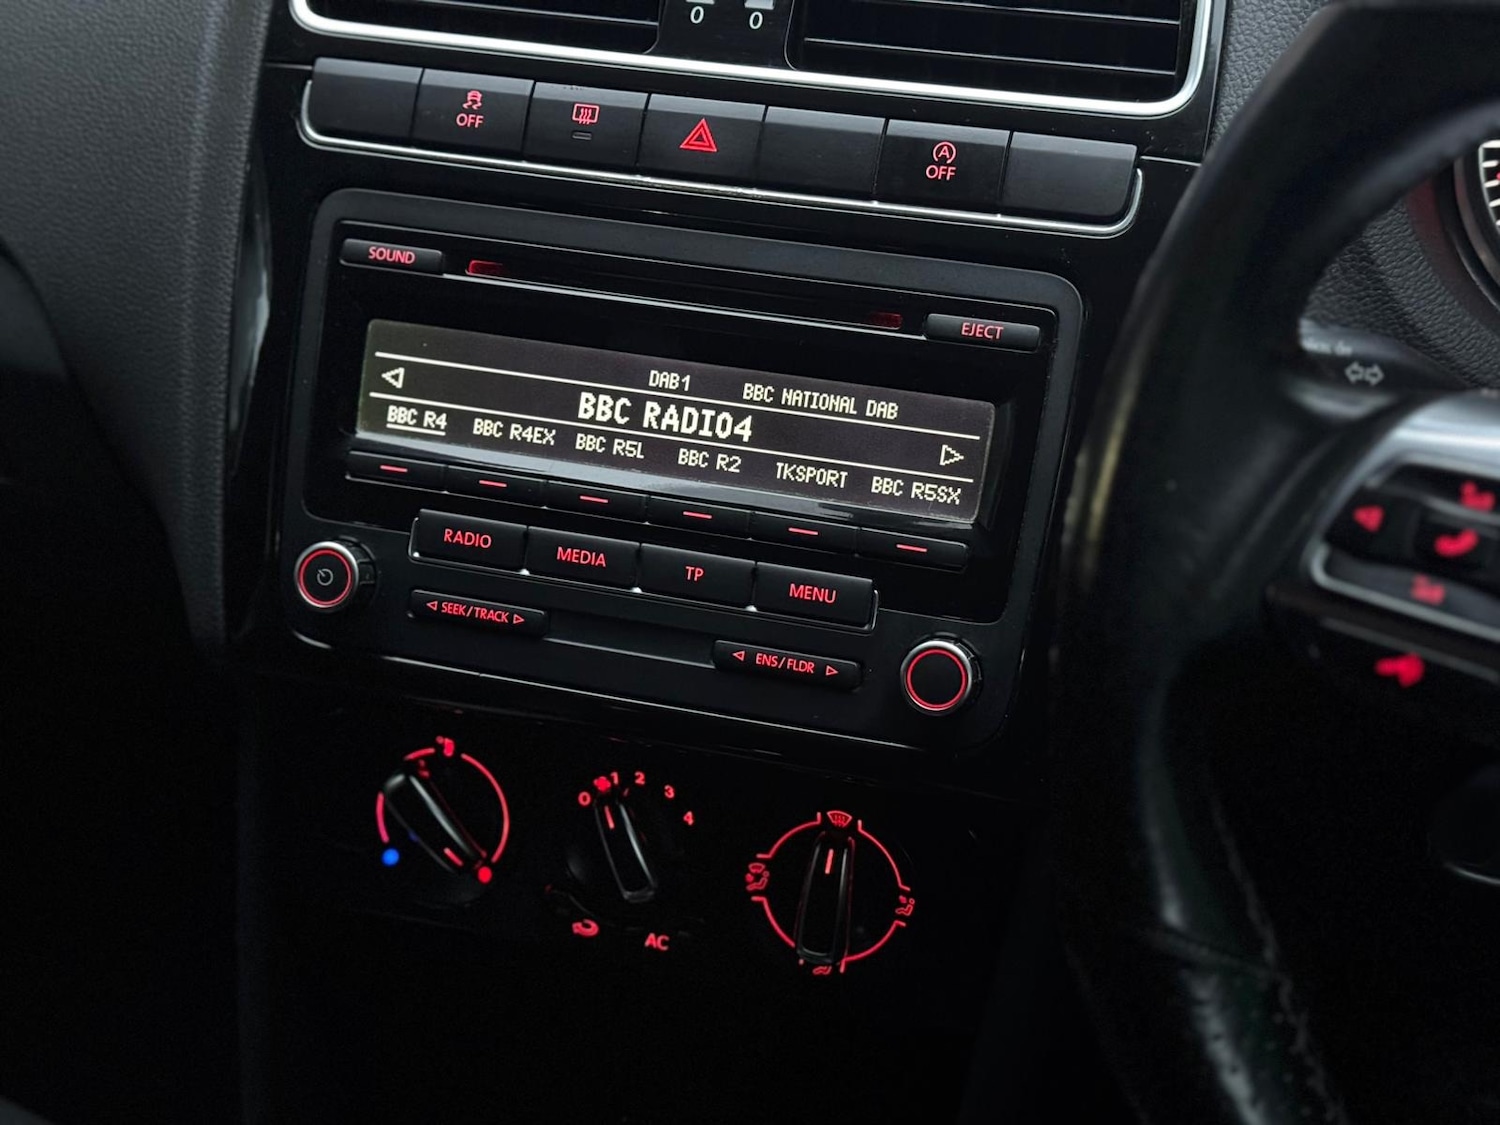 0 0
OFF
OFF
SOUND
EJECT
DAB1 BBC NATIONAL DAB
BBC RADIO4
BBC R4 BBC R4EX BBC R5L BBC R2 TKSPORT BBC R5SX
RADIO MEDIA TP MENU
SEEK/TRACK
ENS/FLDR
0 1 2 3 4
AC